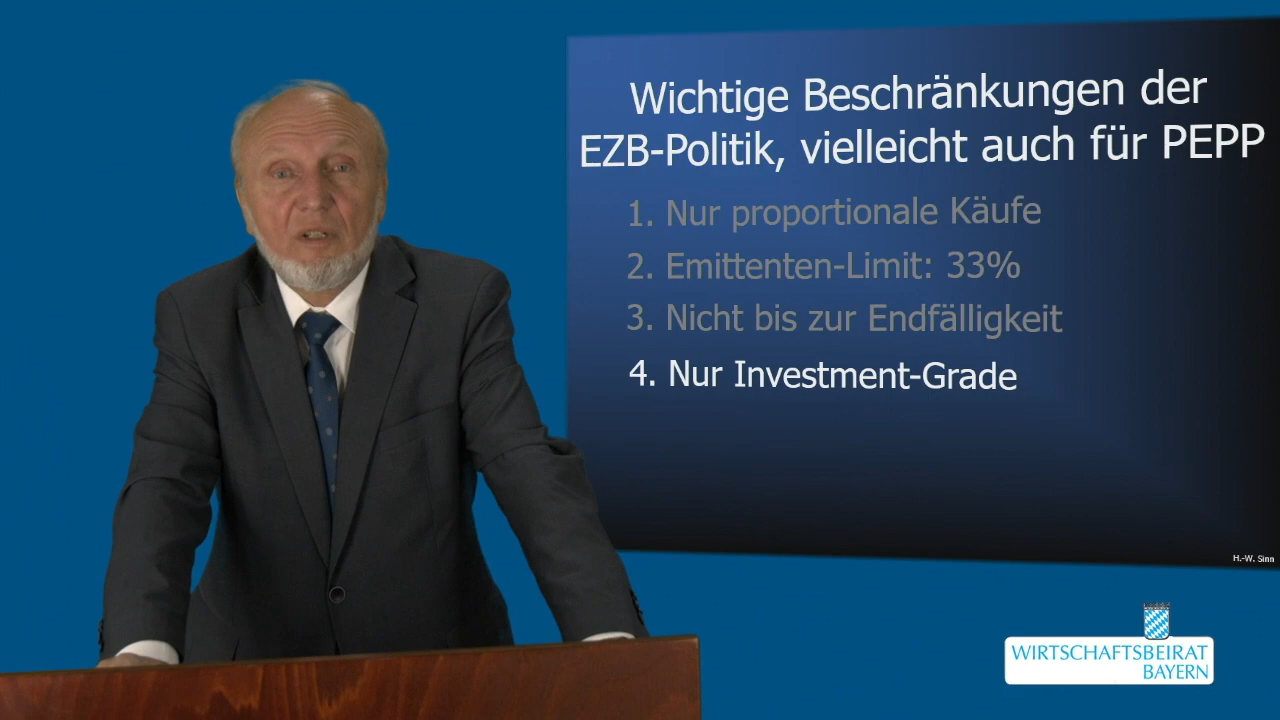 Wichtige Beschränkungen der
EZB-Politik, vielleicht auch für PEPP
1. Nur proportionale Käufe
2. Emittenten-Limit: 33%
3. Nicht bis zur Endfälligkeit
4. Nur Investment-Grade
H.-W. Sinn
WIRTSCHAFTSBEIRAT
BAYERN